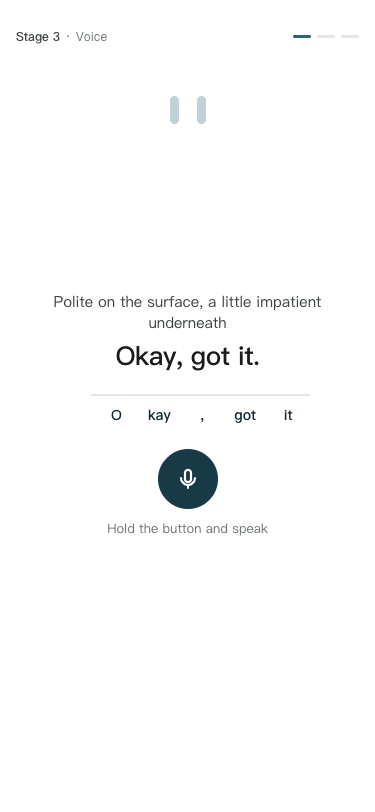 Stage 3 · Voice
Polite on the surface, a little impatient
underneath
Okay, got it.
O kay , got it
Hold the button and speak